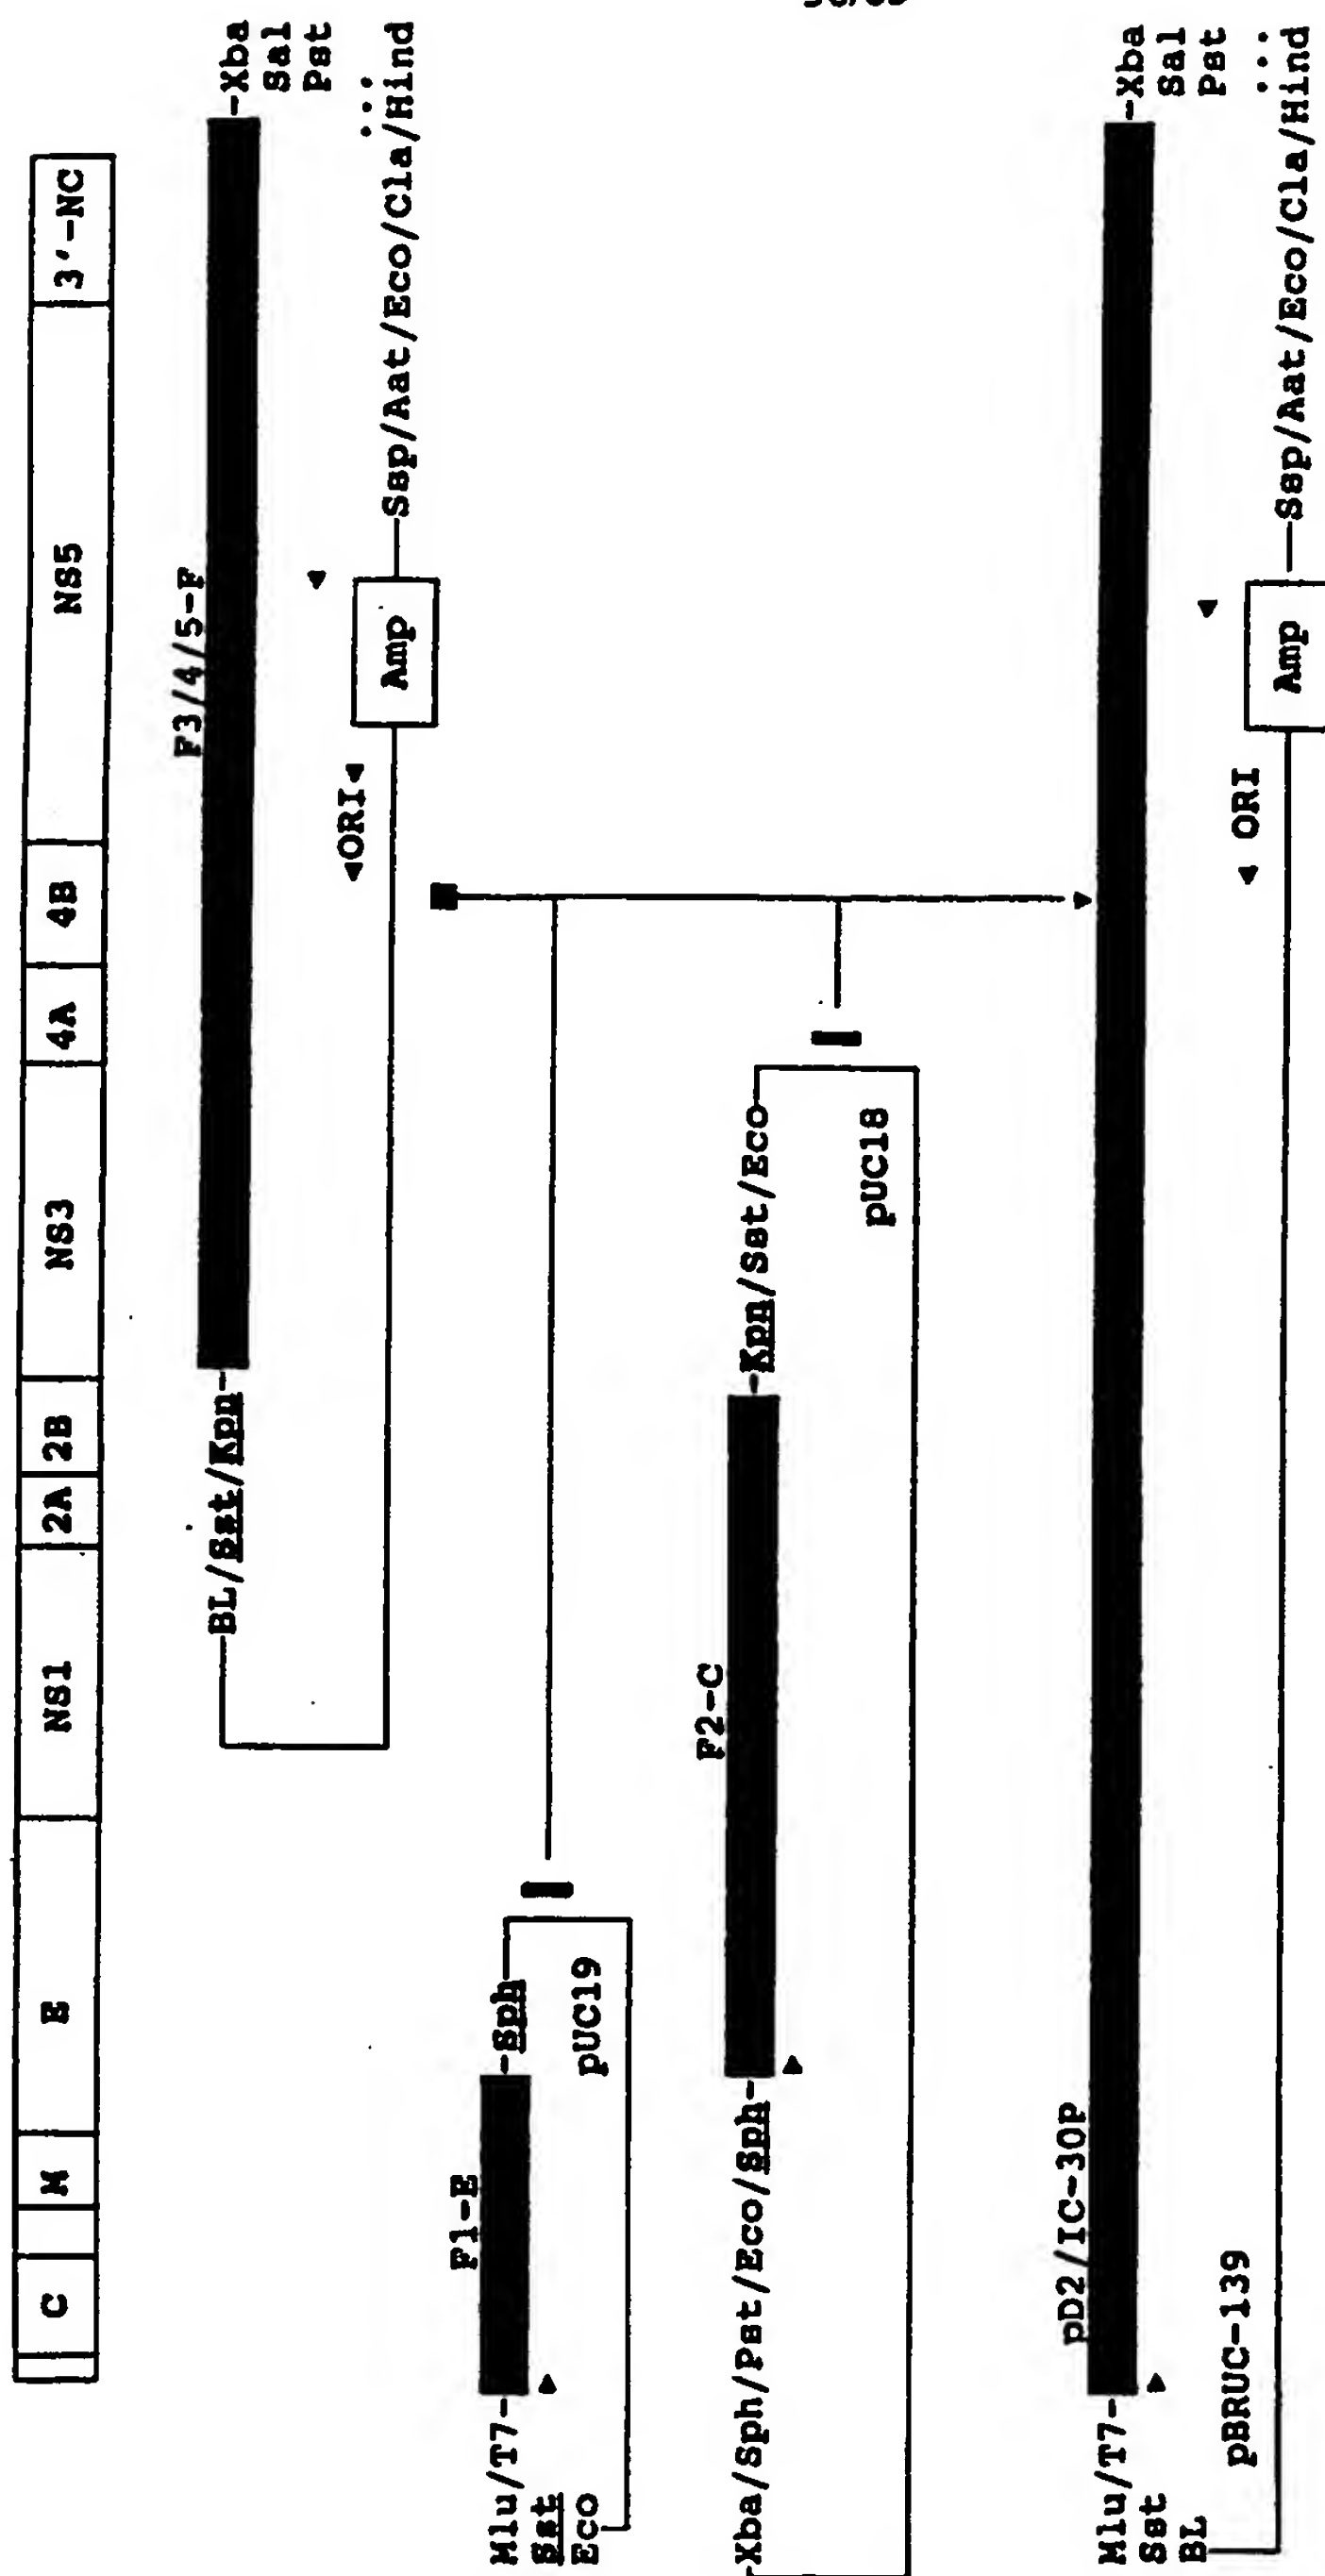 C M E NS1 2A 2B NS3 4A 4B NS5 3'-NC
F3/4/5-F
BL/Sst/Kpn- -Xba
Sal
Pst
◄ORI◄
Amp
Ssp/Aat/Eco/Cla/Hind
F1-E
Mlu/T7- -Sph
Sst
Eco
pUC19
F2-C
Xba/Sph/Pst/Eco/Sph- -Kpn/Sst/Eco
pUC18
pD2/IC-30P
Mlu/T7- -Xba
Sst Sal
BL Pst
pBRUC-139
◄ ORI
Amp
Ssp/Aat/Eco/Cla/Hind